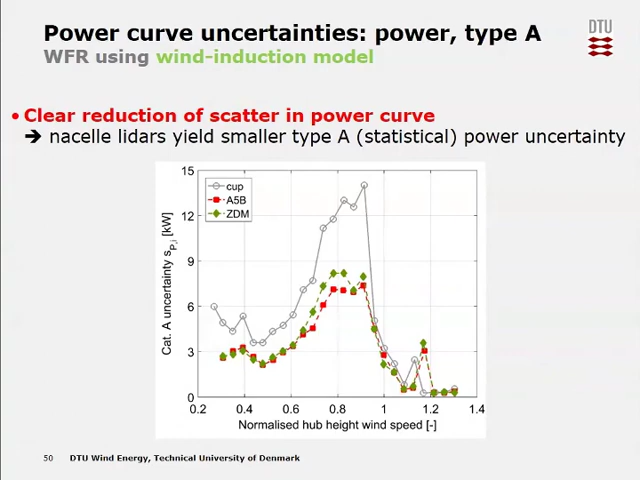 Power curve uncertainties: power, type A
DTU
WFR using wind-induction model
• Clear reduction of scatter in power curve
➔ nacelle lidars yield smaller type A (statistical) power uncertainty
15
12
9
6
3
0
Cat. A uncertainty s_P,i [kW]
cup
A5B
ZDM
0.2 0.4 0.6 0.8 1 1.2 1.4
Normalised hub height wind speed [-]
50 DTU Wind Energy, Technical University of Denmark